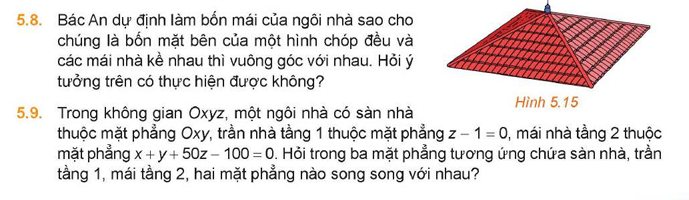 5.8. Bác An dự định làm bốn mái của ngôi nhà sao cho
chúng là bốn mặt bên của một hình chóp đều và
các mái nhà kề nhau thì vuông góc với nhau. Hỏi ý
tưởng trên có thực hiện được không?
Hình 5.15
5.9. Trong không gian Oxyz, một ngôi nhà có sàn nhà
thuộc mặt phẳng Oxy, trần nhà tầng 1 thuộc mặt phẳng z – 1 = 0, mái nhà tầng 2 thuộc
mặt phẳng x + y + 50z – 100 = 0. Hỏi trong ba mặt phẳng tương ứng chứa sàn nhà, trần
tầng 1, mái tầng 2, hai mặt phẳng nào song song với nhau?